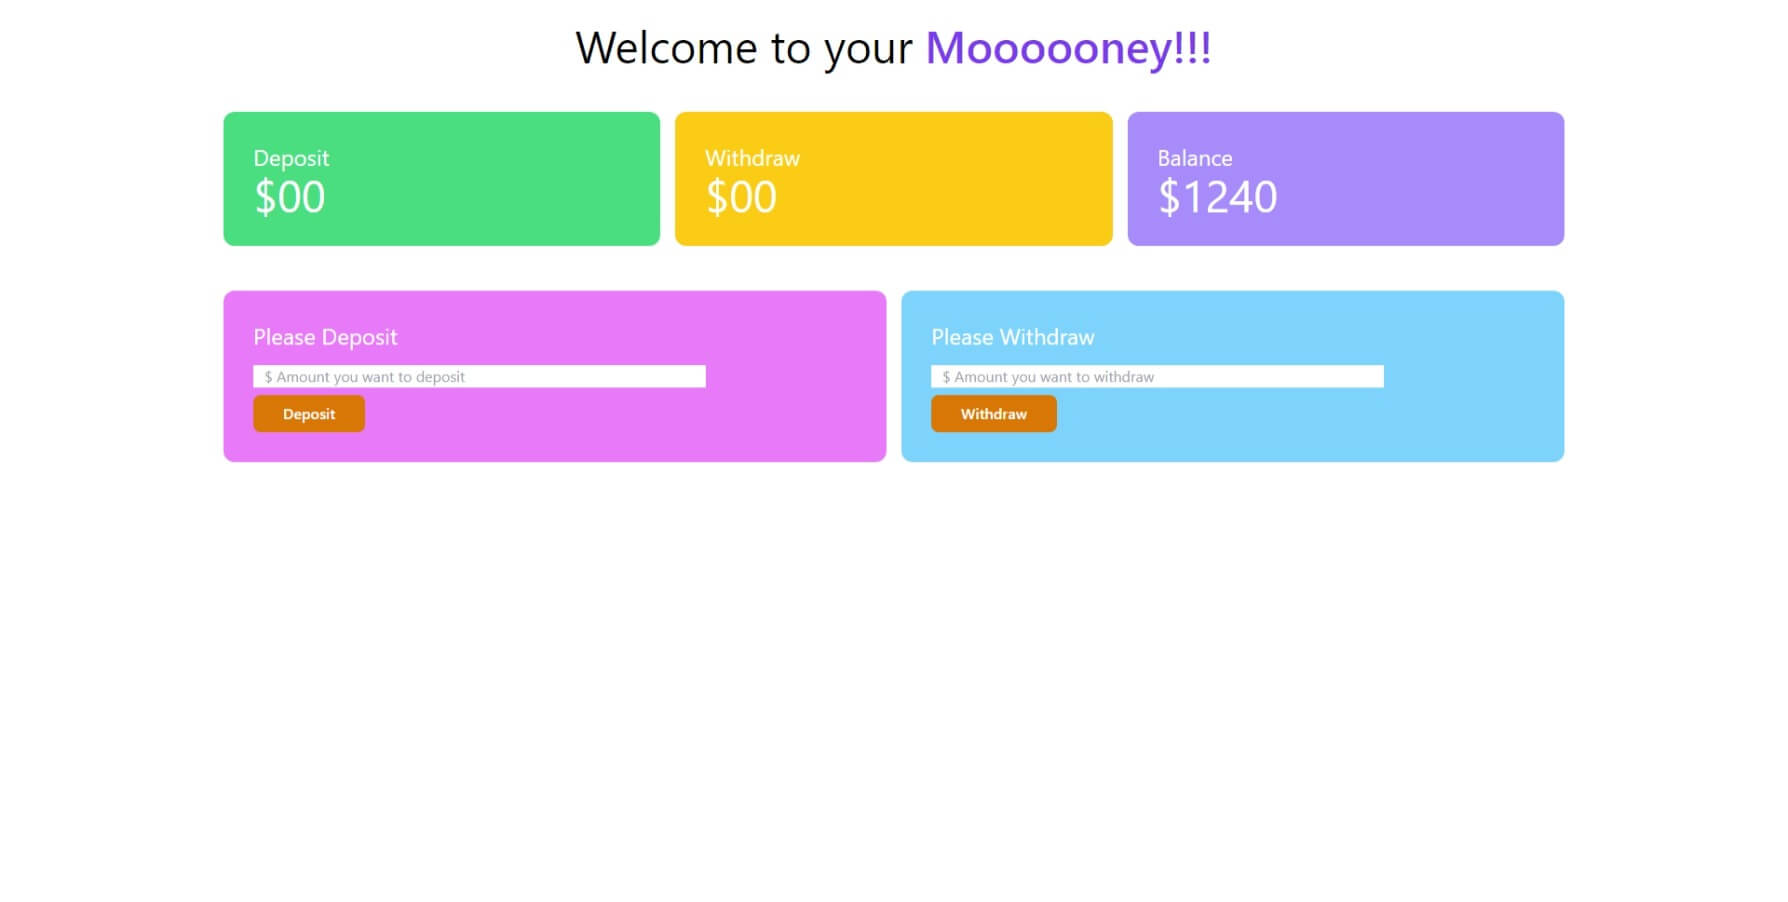 Welcome to your Moooooney!!!
Deposit
$00
Withdraw
$00
Balance
$1240
Please Deposit
$ Amount you want to deposit
Deposit
Please Withdraw
$ Amount you want to withdraw
Withdraw